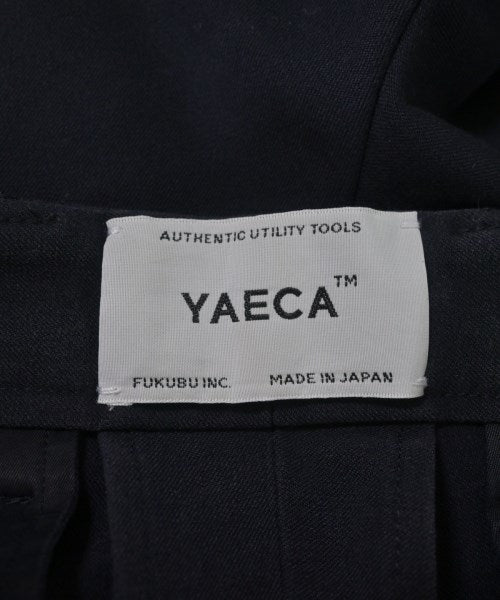 AUTHENTIC UTILITY TOOLS
YAECA™
FUKUBU INC. MADE IN JAPAN